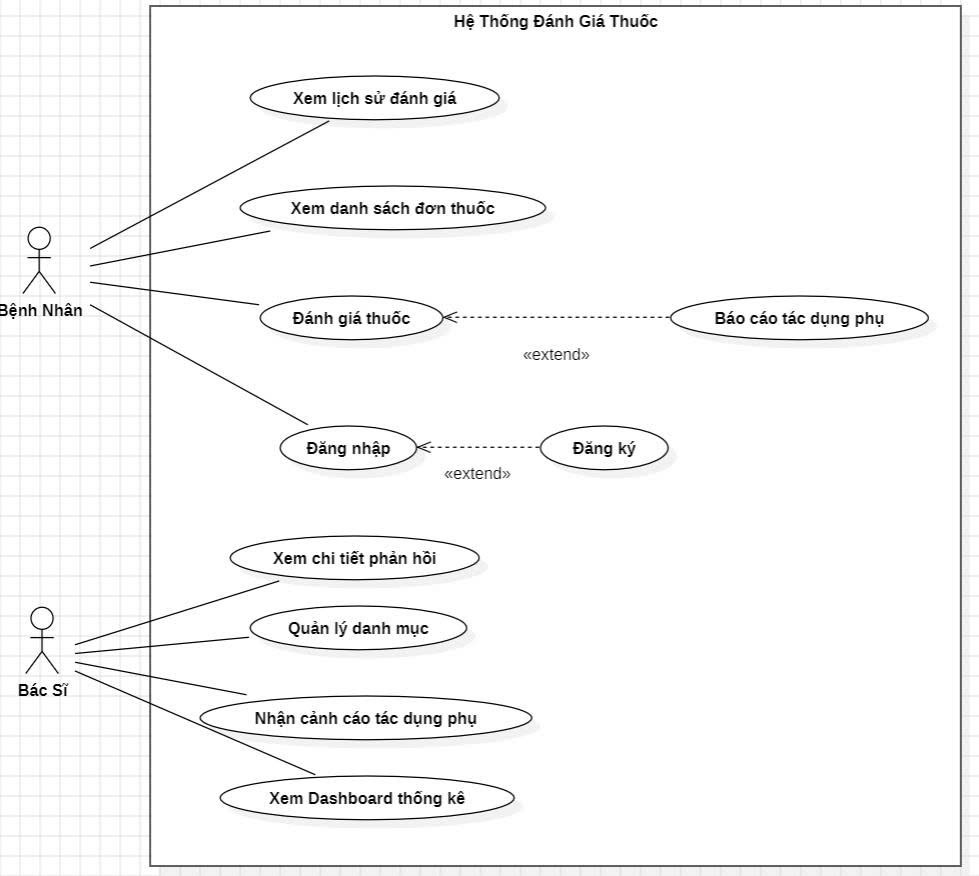 Hệ Thống Đánh Giá Thuốc
Xem lịch sử đánh giá
Xem danh sách đơn thuốc
Bệnh Nhân
Đánh giá thuốc
Báo cáo tác dụng phụ
«extend»
Đăng nhập
Đăng ký
«extend»
Xem chi tiết phản hồi
Quản lý danh mục
Bác Sĩ
Nhận cảnh cáo tác dụng phụ
Xem Dashboard thống kê